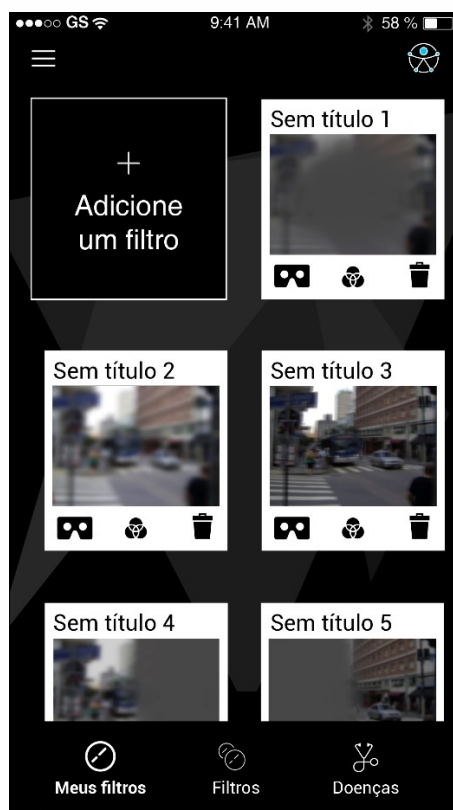 GS 9:41 AM 58 %
Adicione
um filtro
Sem título 1
Sem título 2
Sem título 3
Sem título 4
Sem título 5
Meus filtros
Filtros
Doenças